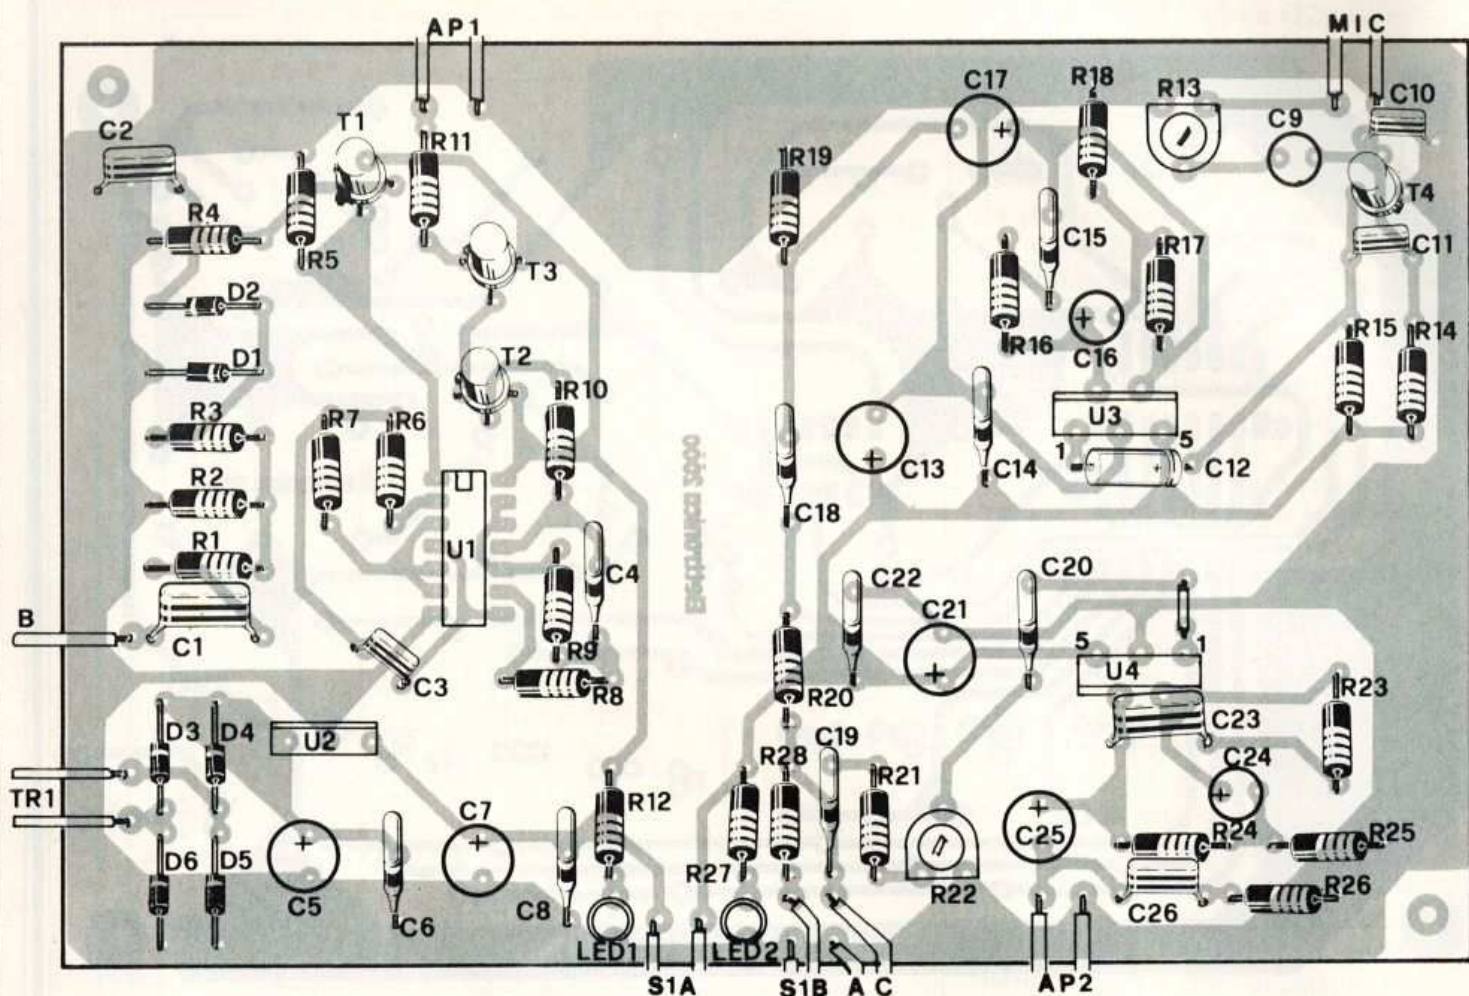 AP1
MIC
C17
R18
R13
C10
C9
C2
T1
R11
R19
T4
R4
R5
T3
C15
R17
C11
D2
R16
C16
R15
R14
D1
T2
R10
U3
R3
R7
R6
1
5
C13
C14
C12
R2
C18
R1
U1
Elettronica 2000
C4
C22
C20
C21
B
C1
R9
5
1
U4
C3
R8
R20
R23
C23
D3
D4
U2
C19
R28
C24
TR1
C7
R12
R21
C25
R24
R25
D6
D5
C5
C6
C8
R27
R22
C26
R26
LED1
LED2
S1A
S1B
A
C
AP2
+
+
+
+
+
+
+
+
+
-
+